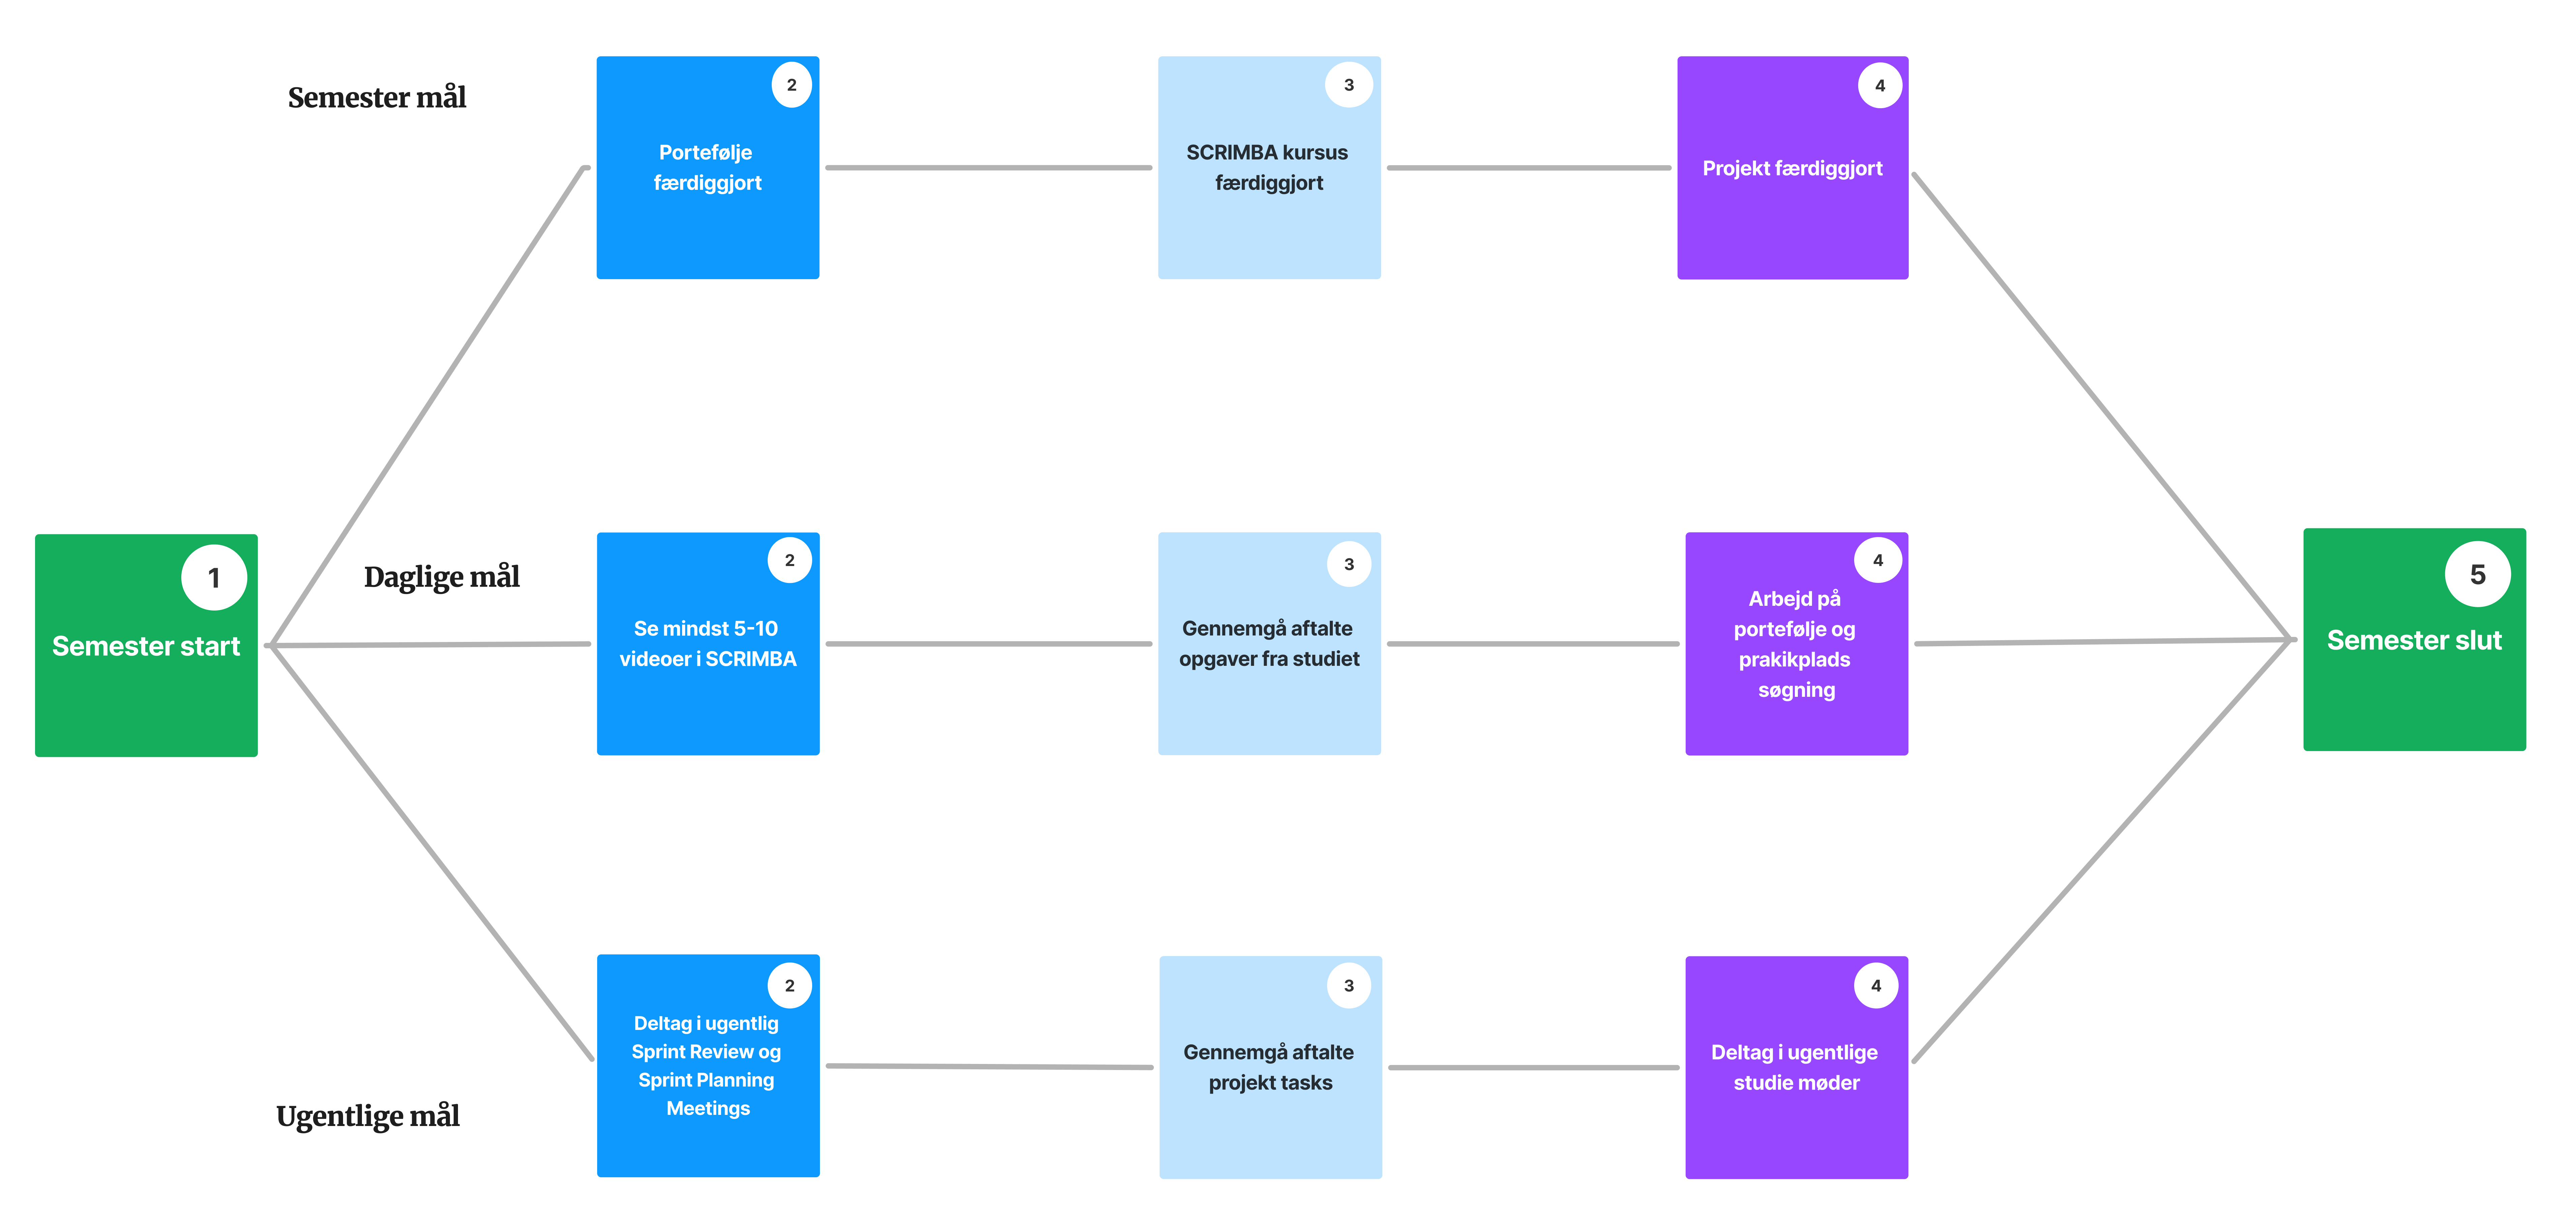 Semester mål
2
Portefølje
færdiggjort
3
SCRIMBA kursus
færdiggjort
4
Projekt færdiggjort
1
Semester start
Daglige mål
2
Se mindst 5-10
videoer i SCRIMBA
3
Gennemgå aftalte
opgaver fra studiet
4
Arbejd på
portefølje og
prakikplads
søgning
5
Semester slut
Ugentlige mål
2
Deltag i ugentlig
Sprint Review og
Sprint Planning
Meetings
3
Gennemgå aftalte
projekt tasks
4
Deltag i ugentlige
studie møder